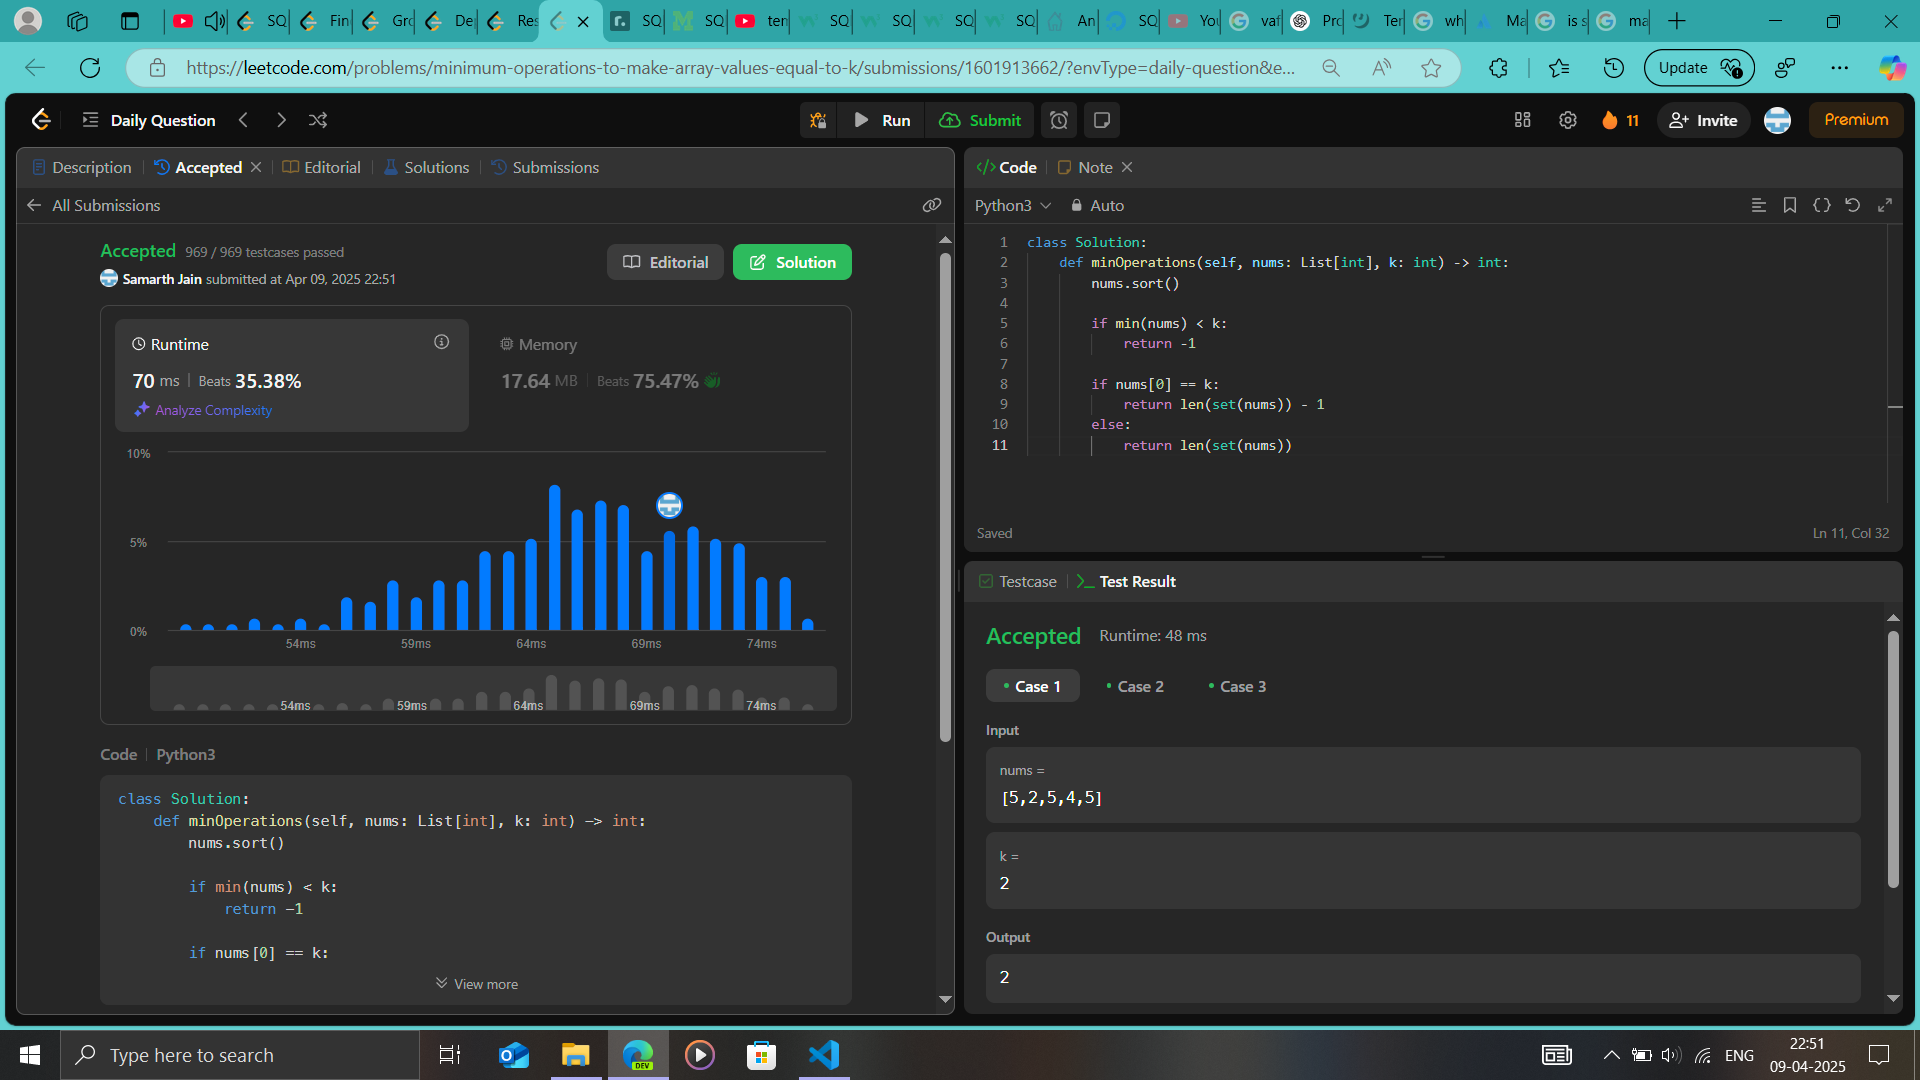 SQ
Fin
Gro
De
Res
SQ
SQ
ten
SQ
SQ
SQ
SQ
An
SQ
You
vaf
Pro
Ter
wh
Ma
is s
ma
https://leetcode.com/problems/minimum-operations-to-make-array-values-equal-to-k/submissions/1601913662/?envType=daily-question&e...
Update
Daily Question
Run
Submit
11
Invite
Premium
Description
Accepted
Editorial
Solutions
Submissions
All Submissions
Accepted 969 / 969 testcases passed
Samarth Jain submitted at Apr 09, 2025 22:51
Editorial
Solution
Runtime
70 ms | Beats 35.38%
Analyze Complexity
Memory
17.64 MB | Beats 75.47%
10%
5%
0%
54ms 59ms 64ms 69ms 74ms
54ms 59ms 64ms 69ms 74ms
Code | Python3
class Solution:
def minOperations(self, nums: List[int], k: int) -> int:
nums.sort()
if min(nums) < k:
return -1
if nums[0] == k:
View more
Code
Note
Python3
Auto
1 class Solution:
2 def minOperations(self, nums: List[int], k: int) -> int:
3 nums.sort()
4
5 if min(nums) < k:
6 return -1
7
8 if nums[0] == k:
9 return len(set(nums)) - 1
10 else:
11 return len(set(nums))
Saved
Ln 11, Col 32
Testcase
Test Result
Accepted Runtime: 48 ms
Case 1
Case 2
Case 3
Input
nums =
[5,2,5,4,5]
k =
2
Output
2
Type here to search
DEV
ENG
22:51
09-04-2025